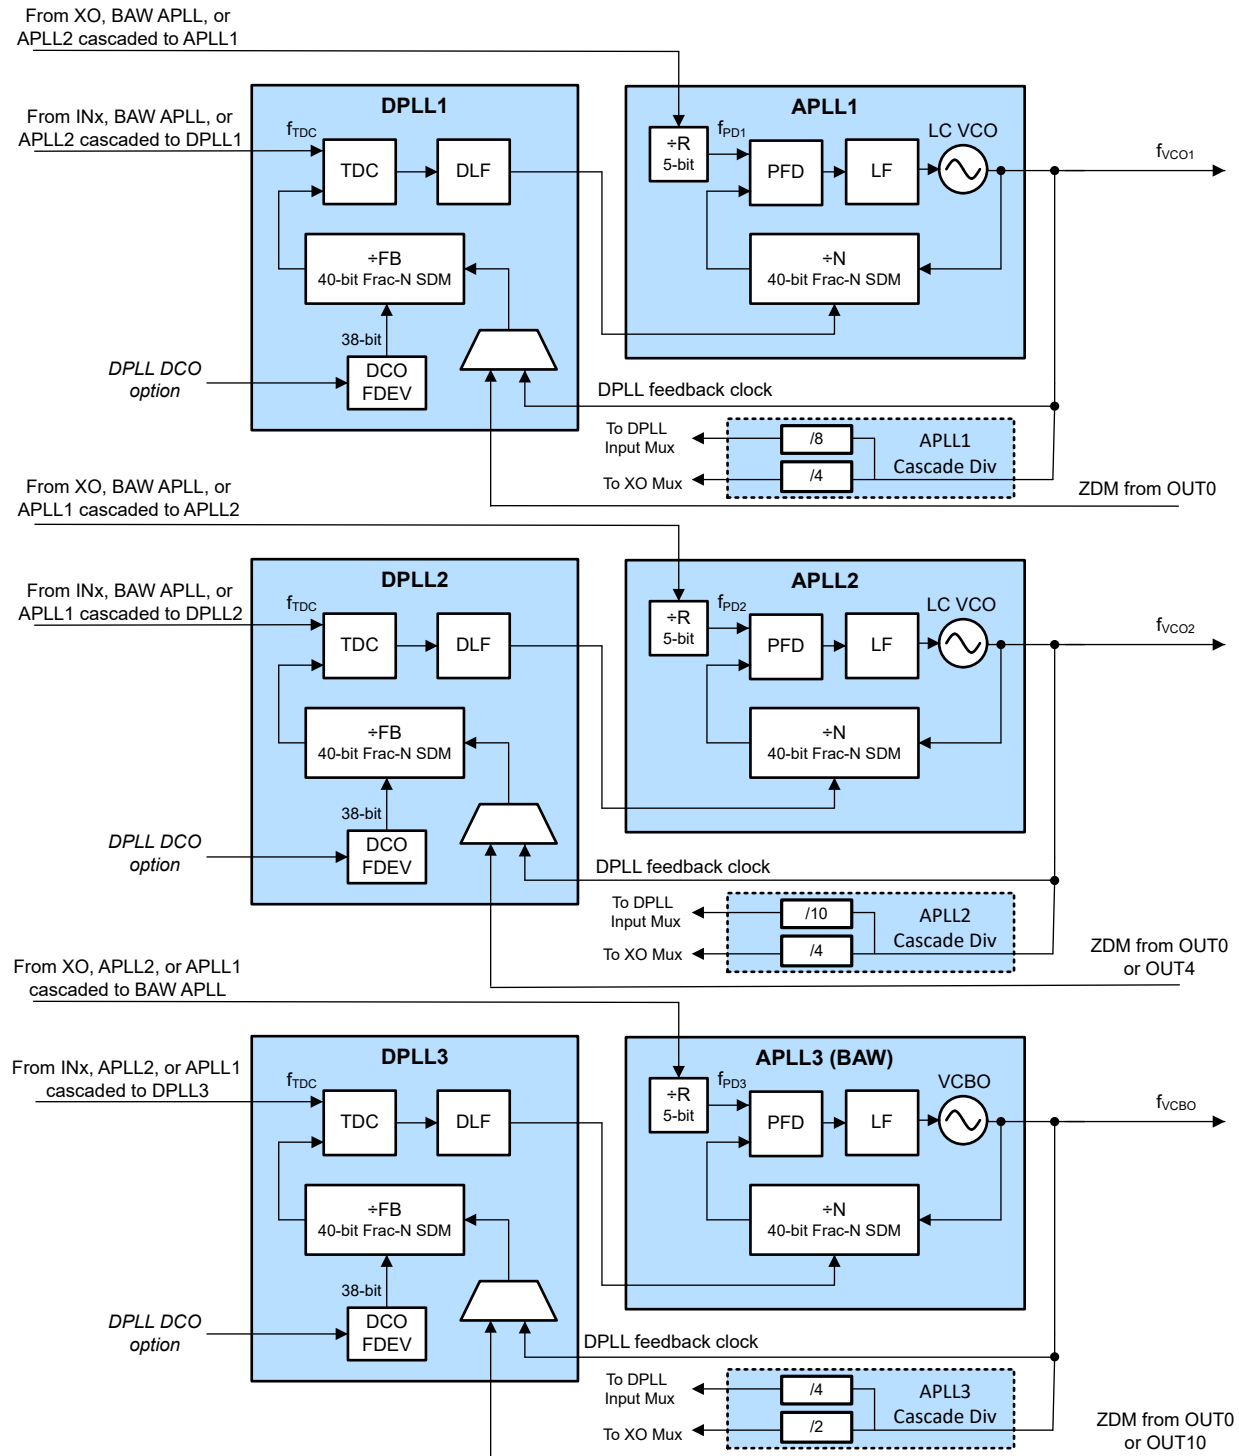 From XO, BAW APLL, or
APLL2 cascaded to APLL1
DPLL1
APLL1
From INx, BAW APLL, or
APLL2 cascaded to DPLL1
fTDC
TDC
DLF
÷R
5-bit
fPD1
PFD
LF
LC VCO
fVCO1
÷FB
40-bit Frac-N SDM
÷N
40-bit Frac-N SDM
38-bit
DPLL DCO
option
DCO
FDEV
DPLL feedback clock
To DPLL
Input Mux
/8
APLL1
Cascade Div
To XO Mux
/4
ZDM from OUT0
From XO, BAW APLL, or
APLL1 cascaded to APLL2
DPLL2
APLL2
From INx, BAW APLL, or
APLL1 cascaded to DPLL2
fTDC
TDC
DLF
÷R
5-bit
fPD2
PFD
LF
LC VCO
fVCO2
÷FB
40-bit Frac-N SDM
÷N
40-bit Frac-N SDM
38-bit
DPLL DCO
option
DCO
FDEV
DPLL feedback clock
To DPLL
Input Mux
/10
APLL2
Cascade Div
To XO Mux
/4
ZDM from OUT0
or OUT4
From XO, APLL2, or APLL1
cascaded to BAW APLL
DPLL3
APLL3 (BAW)
From INx, APLL2, or APLL1
cascaded to DPLL3
fTDC
TDC
DLF
÷R
5-bit
fPD3
PFD
LF
VCBO
fVCBO
÷FB
40-bit Frac-N SDM
÷N
40-bit Frac-N SDM
38-bit
DPLL DCO
option
DCO
FDEV
DPLL feedback clock
To DPLL
Input Mux
/4
APLL3
Cascade Div
To XO Mux
/2
ZDM from OUT0
or OUT10